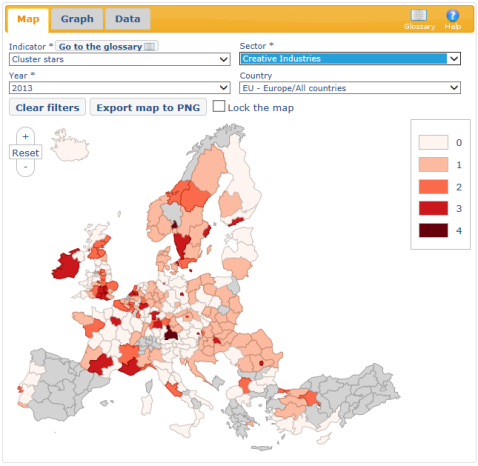 Map Graph Data
Glossary Help
Indicator * Go to the glossary Sector *
Cluster stars Creative Industries
Year * Country
2013 EU - Europe/All countries
Clear filters Export map to PNG Lock the map
+
Reset
-
0
1
2
3
4